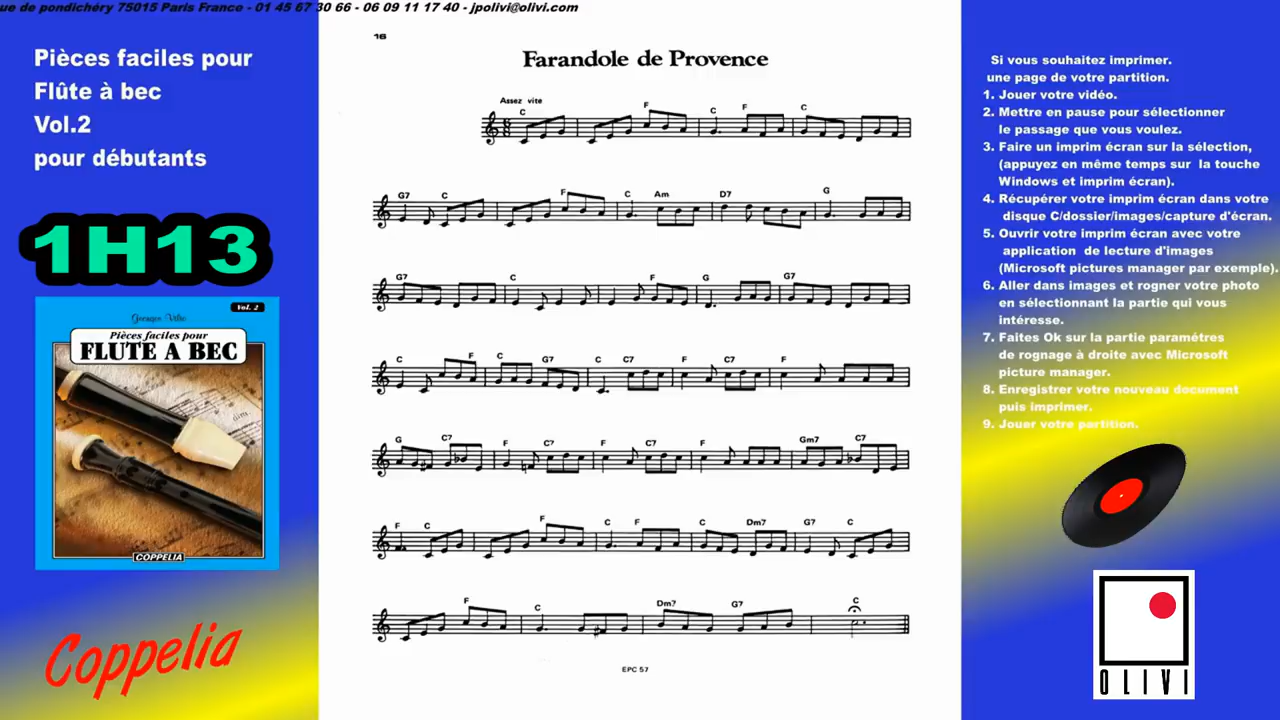 ue de pondichéry 75015 Paris France - 01 45 67 30 66 - 06 09 11 17 40 - jpolivi@olivi.com
Pièces faciles pour
Flûte à bec
Vol.2
pour débutants
1H13
Vol. 2
Pièces faciles pour
FLUTE A BEC
COPPELIA
Coppelia
16
Farandole de Provence
Assez vite
C F C F C
G7 C F C Am D7 G
G7 C F G G7
C F C G7 C C7 F C7 F
G C7 F C7 F C7 F Gm7 C7
F C F C F C Dm7 G7 C
F C Dm7 G7 C
EPC 57
Si vous souhaitez imprimer.
une page de votre partition.
1. Jouer votre vidéo.
2. Mettre en pause pour sélectionner
le passage que vous voulez.
3. Faire un imprim écran sur la sélection,
(appuyez en même temps sur la touche
Windows et imprim écran).
4. Récupérer votre imprim écran dans votre
disque C/dossier/images/capture d'écran.
5. Ouvrir votre imprim écran avec votre
application de lecture d'images
(Microsoft pictures manager par exemple).
6. Aller dans images et rogner votre photo
en sélectionnant la partie qui vous
intéresse.
7. Faites Ok sur la partie paramétres
de rognage à droite avec Microsoft
picture manager.
8. Enregistrer votre nouveau document
puis imprimer.
9. Jouer votre partition.
OLIVI